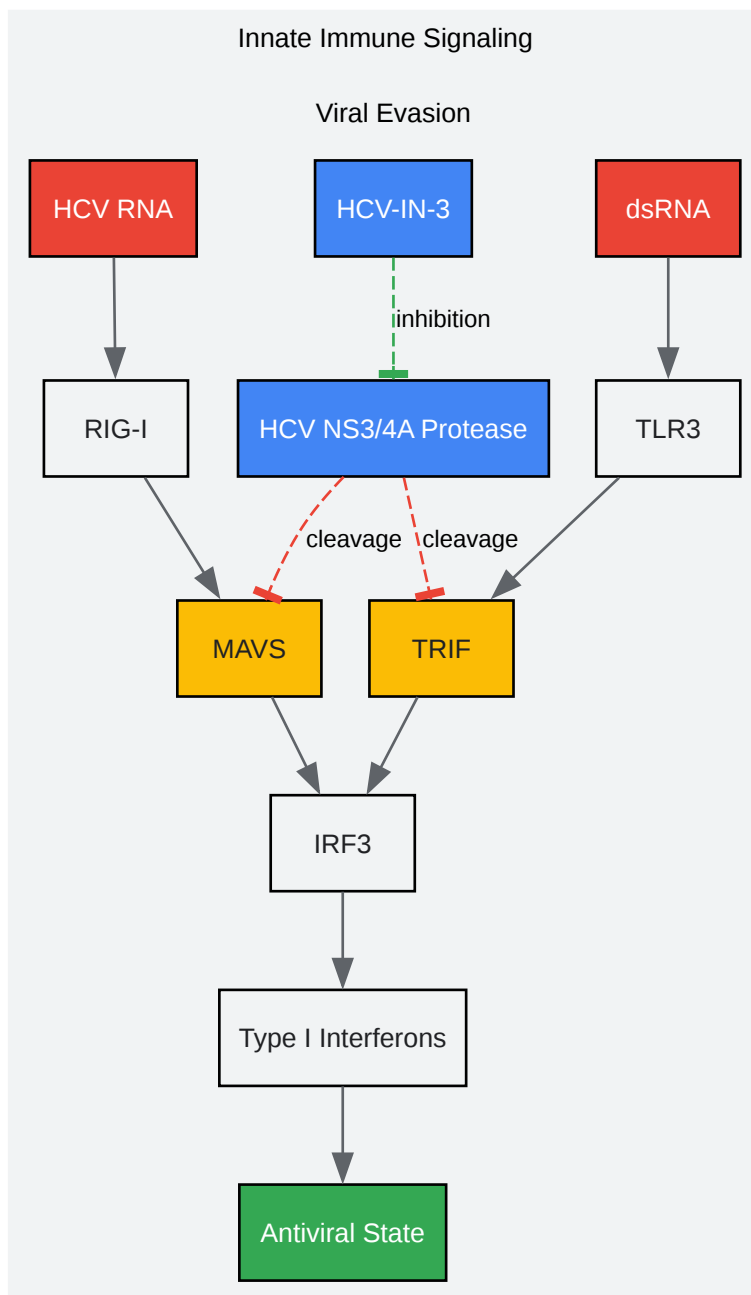 Innate Immune Signaling
Viral Evasion
HCV RNA
HCV-IN-3
dsRNA
inhibition
RIG-I
HCV NS3/4A Protease
TLR3
cleavage
cleavage
MAVS
TRIF
IRF3
Type I Interferons
Antiviral State